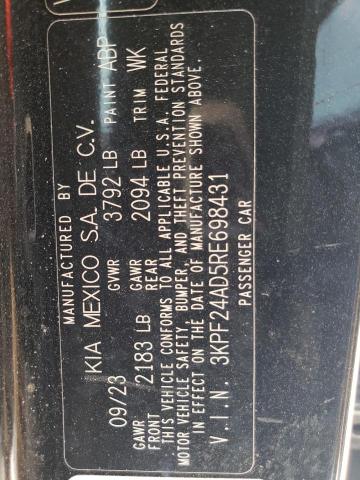 MANUFACTURED BY
KIA MEXICO S.A. DE C.V.
09/23 GVWR 3792 LB PAINT ABP
GAWR FRONT 2183 LB GAWR REAR 2094 LB TRIM WK
THIS VEHICLE CONFORMS TO ALL APPLICABLE U.S.A. FEDERAL
MOTOR VEHICLE SAFETY, BUMPER, AND THEFT PREVENTION STANDARDS
IN EFFECT ON THE DATE OF MANUFACTURE SHOWN ABOVE.
V.I.N. 3KPF24AD5RE698431
PASSENGER CAR